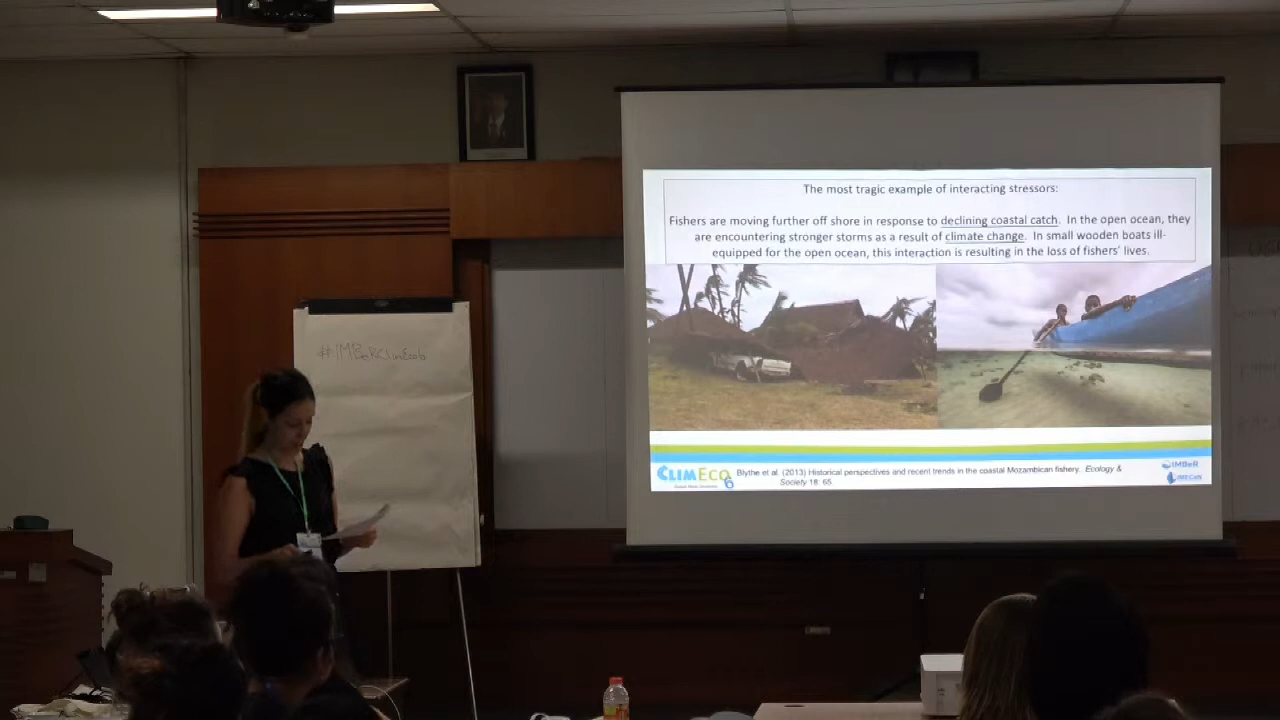 The most tragic example of interacting stressors:
Fishers are moving further off shore in response to declining coastal catch. In the open ocean, they
are encountering stronger storms as a result of climate change. In small wooden boats ill-
equipped for the open ocean, this interaction is resulting in the loss of fishers' lives.
#IMBeRClimEco6
CLIMECO
6
Blythe et al. (2013) Historical perspectives and recent trends in the coastal Mozambican fishery. Ecology &
Society 18: 65.
IMBeR